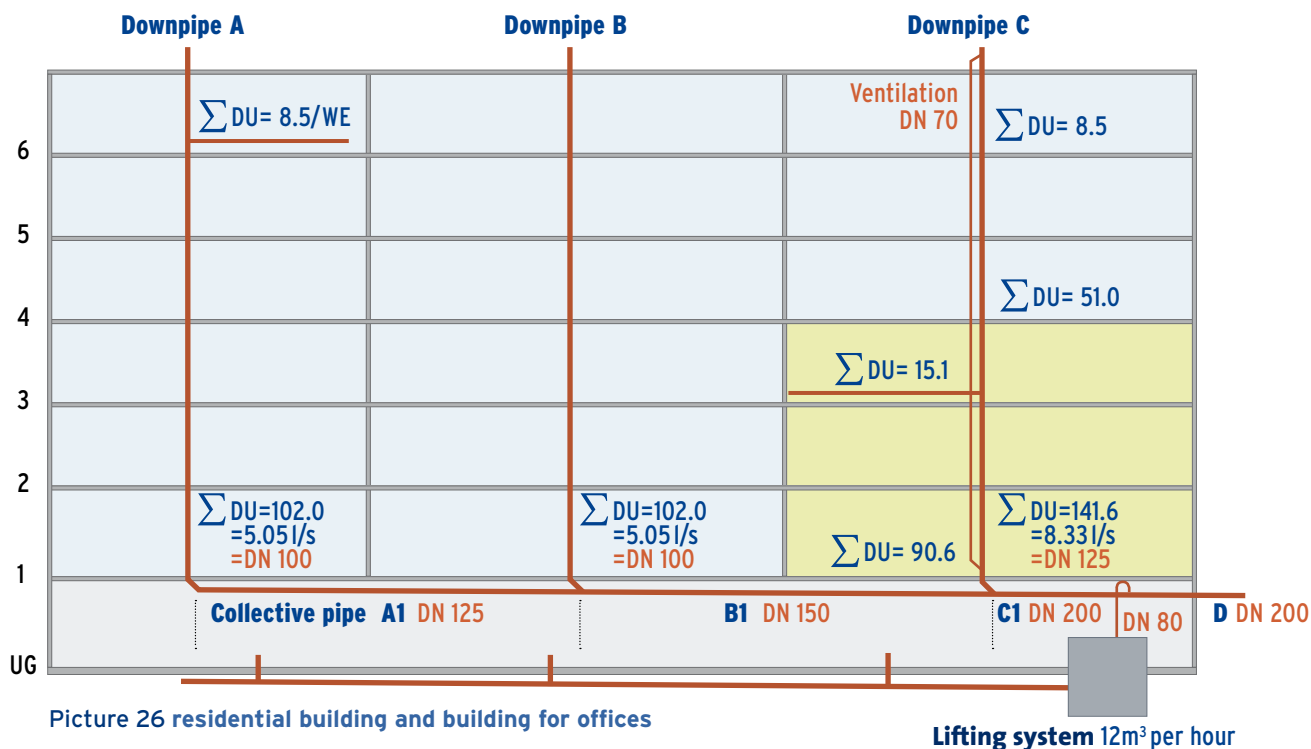 Downpipe A
Downpipe B
Downpipe C
Ventilation
DN 70
∑DU= 8.5/WE
∑DU= 8.5
6
5
∑DU= 51.0
4
∑DU= 15.1
3
2
∑DU=102.0
=5.05 l/s
=DN 100
∑DU=102.0
=5.05 l/s
=DN 100
∑DU= 90.6
∑DU=141.6
=8.33 l/s
=DN 125
1
Collective pipe A1 DN 125
B1 DN 150
C1 DN 200
DN 80
D DN 200
UG
Picture 26 residential building and building for offices
Lifting system 12m³ per hour